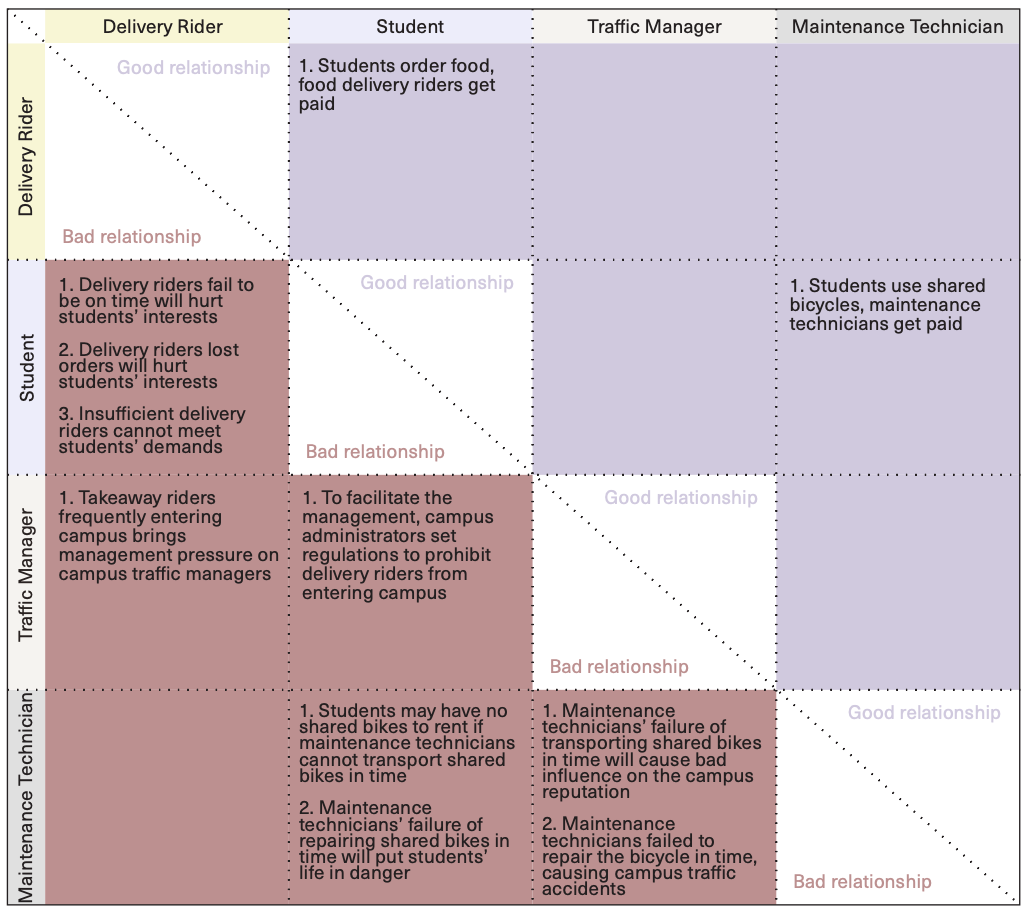 Delivery Rider
Student
Traffic Manager
Maintenance Technician
Delivery Rider
Good relationship
Bad relationship
1. Students order food,
food delivery riders get
paid
Student
1. Delivery riders fail to
be on time will hurt
students' interests
2. Delivery riders lost
orders will hurt
students' interests
3. Insufficient delivery
riders cannot meet
students' demands
Good relationship
Bad relationship
1. Students use shared
bicycles, maintenance
technicians get paid
Traffic Manager
1. Takeaway riders
frequently entering
campus brings
management pressure on
campus traffic managers
1. To facilitate the
management, campus
administrators set
regulations to prohibit
delivery riders from
entering campus
Good relationship
Bad relationship
Maintenance Technician
1. Students may have no
shared bikes to rent if
maintenance technicians
cannot transport shared
bikes in time
2. Maintenance
technicians' failure of
repairing shared bikes in
time will put students'
life in danger
1. Maintenance
technicians' failure of
transporting shared bikes
in time will cause bad
influence on the campus
reputation
2. Maintenance
technicians failed to
repair the bicycle in time,
causing campus traffic
accidents
Good relationship
Bad relationship